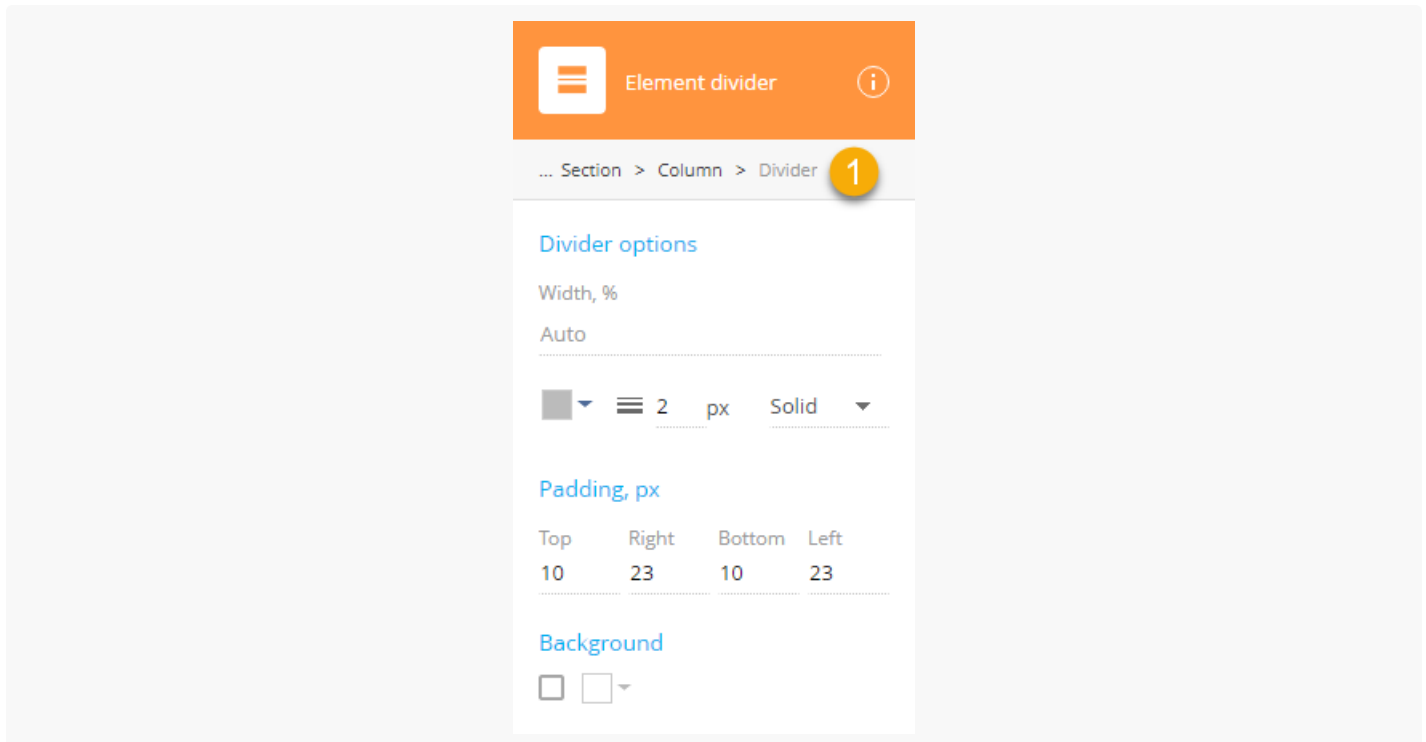 Element divider
... Section > Column > Divider 1
Divider options
Width, %
Auto
2 px Solid
Padding, px
Top Right Bottom Left
10 23 10 23
Background